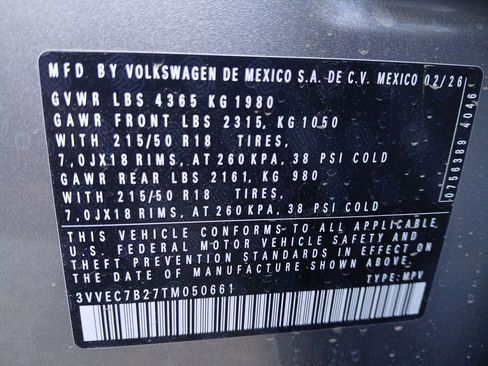 MFD. BY VOLKSWAGEN DE MEXICO S.A. DE C.V. MEXICO 02/26
GVWR LBS 4365 KG 1980
GAWR FRONT LBS 2315, KG 1050
WITH 215/50 R18 TIRES,
7,0JX18 RIMS, AT 260 KPA, 38 PSI COLD
GAWR REAR LBS 2161, KG 980
WITH 215/50 R18 TIRES,
7,0JX18 RIMS, AT 260 KPA, 38 PSI COLD
THIS VEHICLE CONFORMS TO ALL APPLICABLE
U.S. FEDERAL MOTOR VEHICLE SAFETY AND
THEFT PREVENTION STANDARDS IN EFFECT ON
THE DATE OF MANUFACTURE SHOWN ABOVE.
3VVEC7B27TM050661 TYPE: MPV
0756389 4046